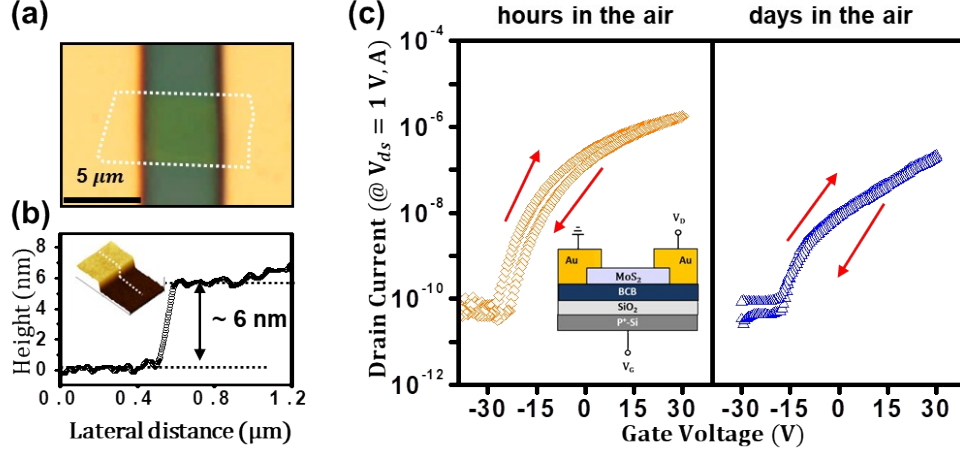 (a)
5 μm
(b)
Height (nm)
8
6
4
2
0
~ 6 nm
0.0 0.4 0.8 1.2
Lateral distance (μm)
(c)
hours in the air days in the air
Drain Current (@ V_ds = 1 V, A)
10⁻⁴
10⁻⁶
10⁻⁸
10⁻¹⁰
10⁻¹²
V_D
Au Au
MoS₂
BCB
SiO₂
P⁺-Si
V_G
-30 -15 0 15 30 -30 -15 0 15 30
Gate Voltage (V)